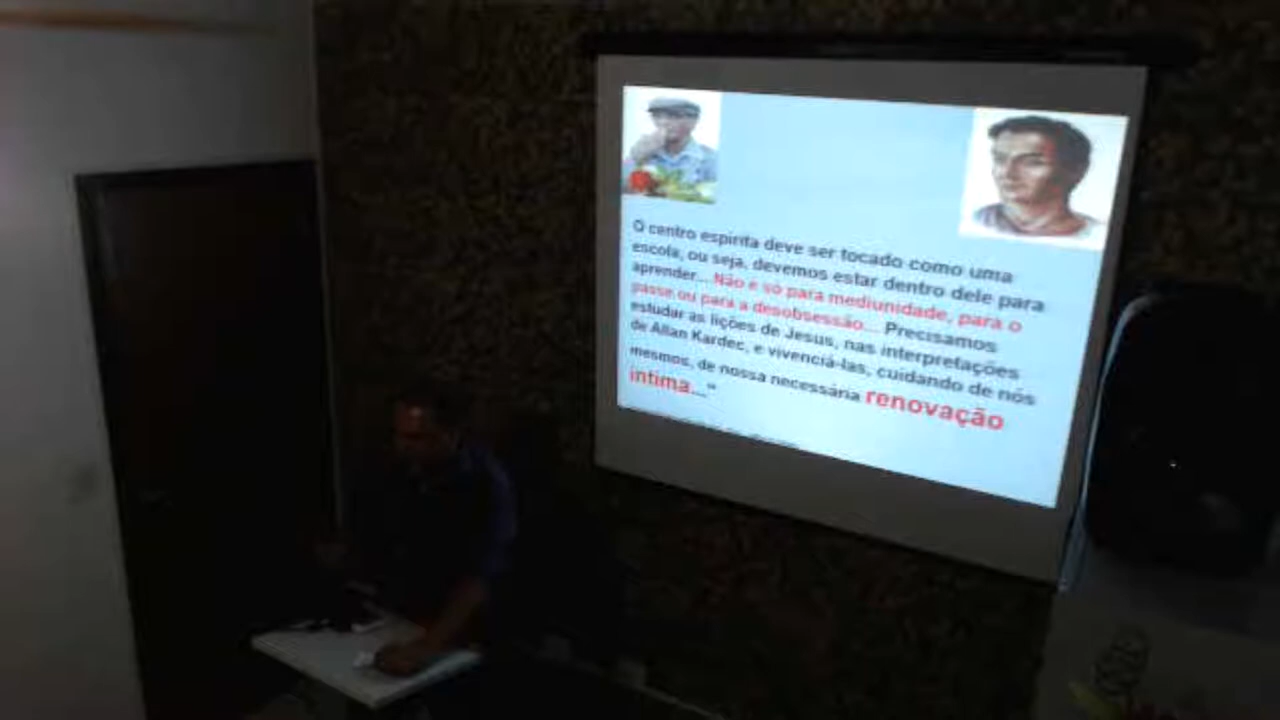 O centro espírita deve ser tocado como uma
escola, ou seja, devemos estar dentro dele para
aprender... Não e só para mediunidade, para o
passe ou para a desobsessão... Precisamos
estudar as lições de Jesus, nas interpretações
de Allan Kardec, e vivenciá-las, cuidando de nós
mesmos, de nossa necessária renovação
íntima..."